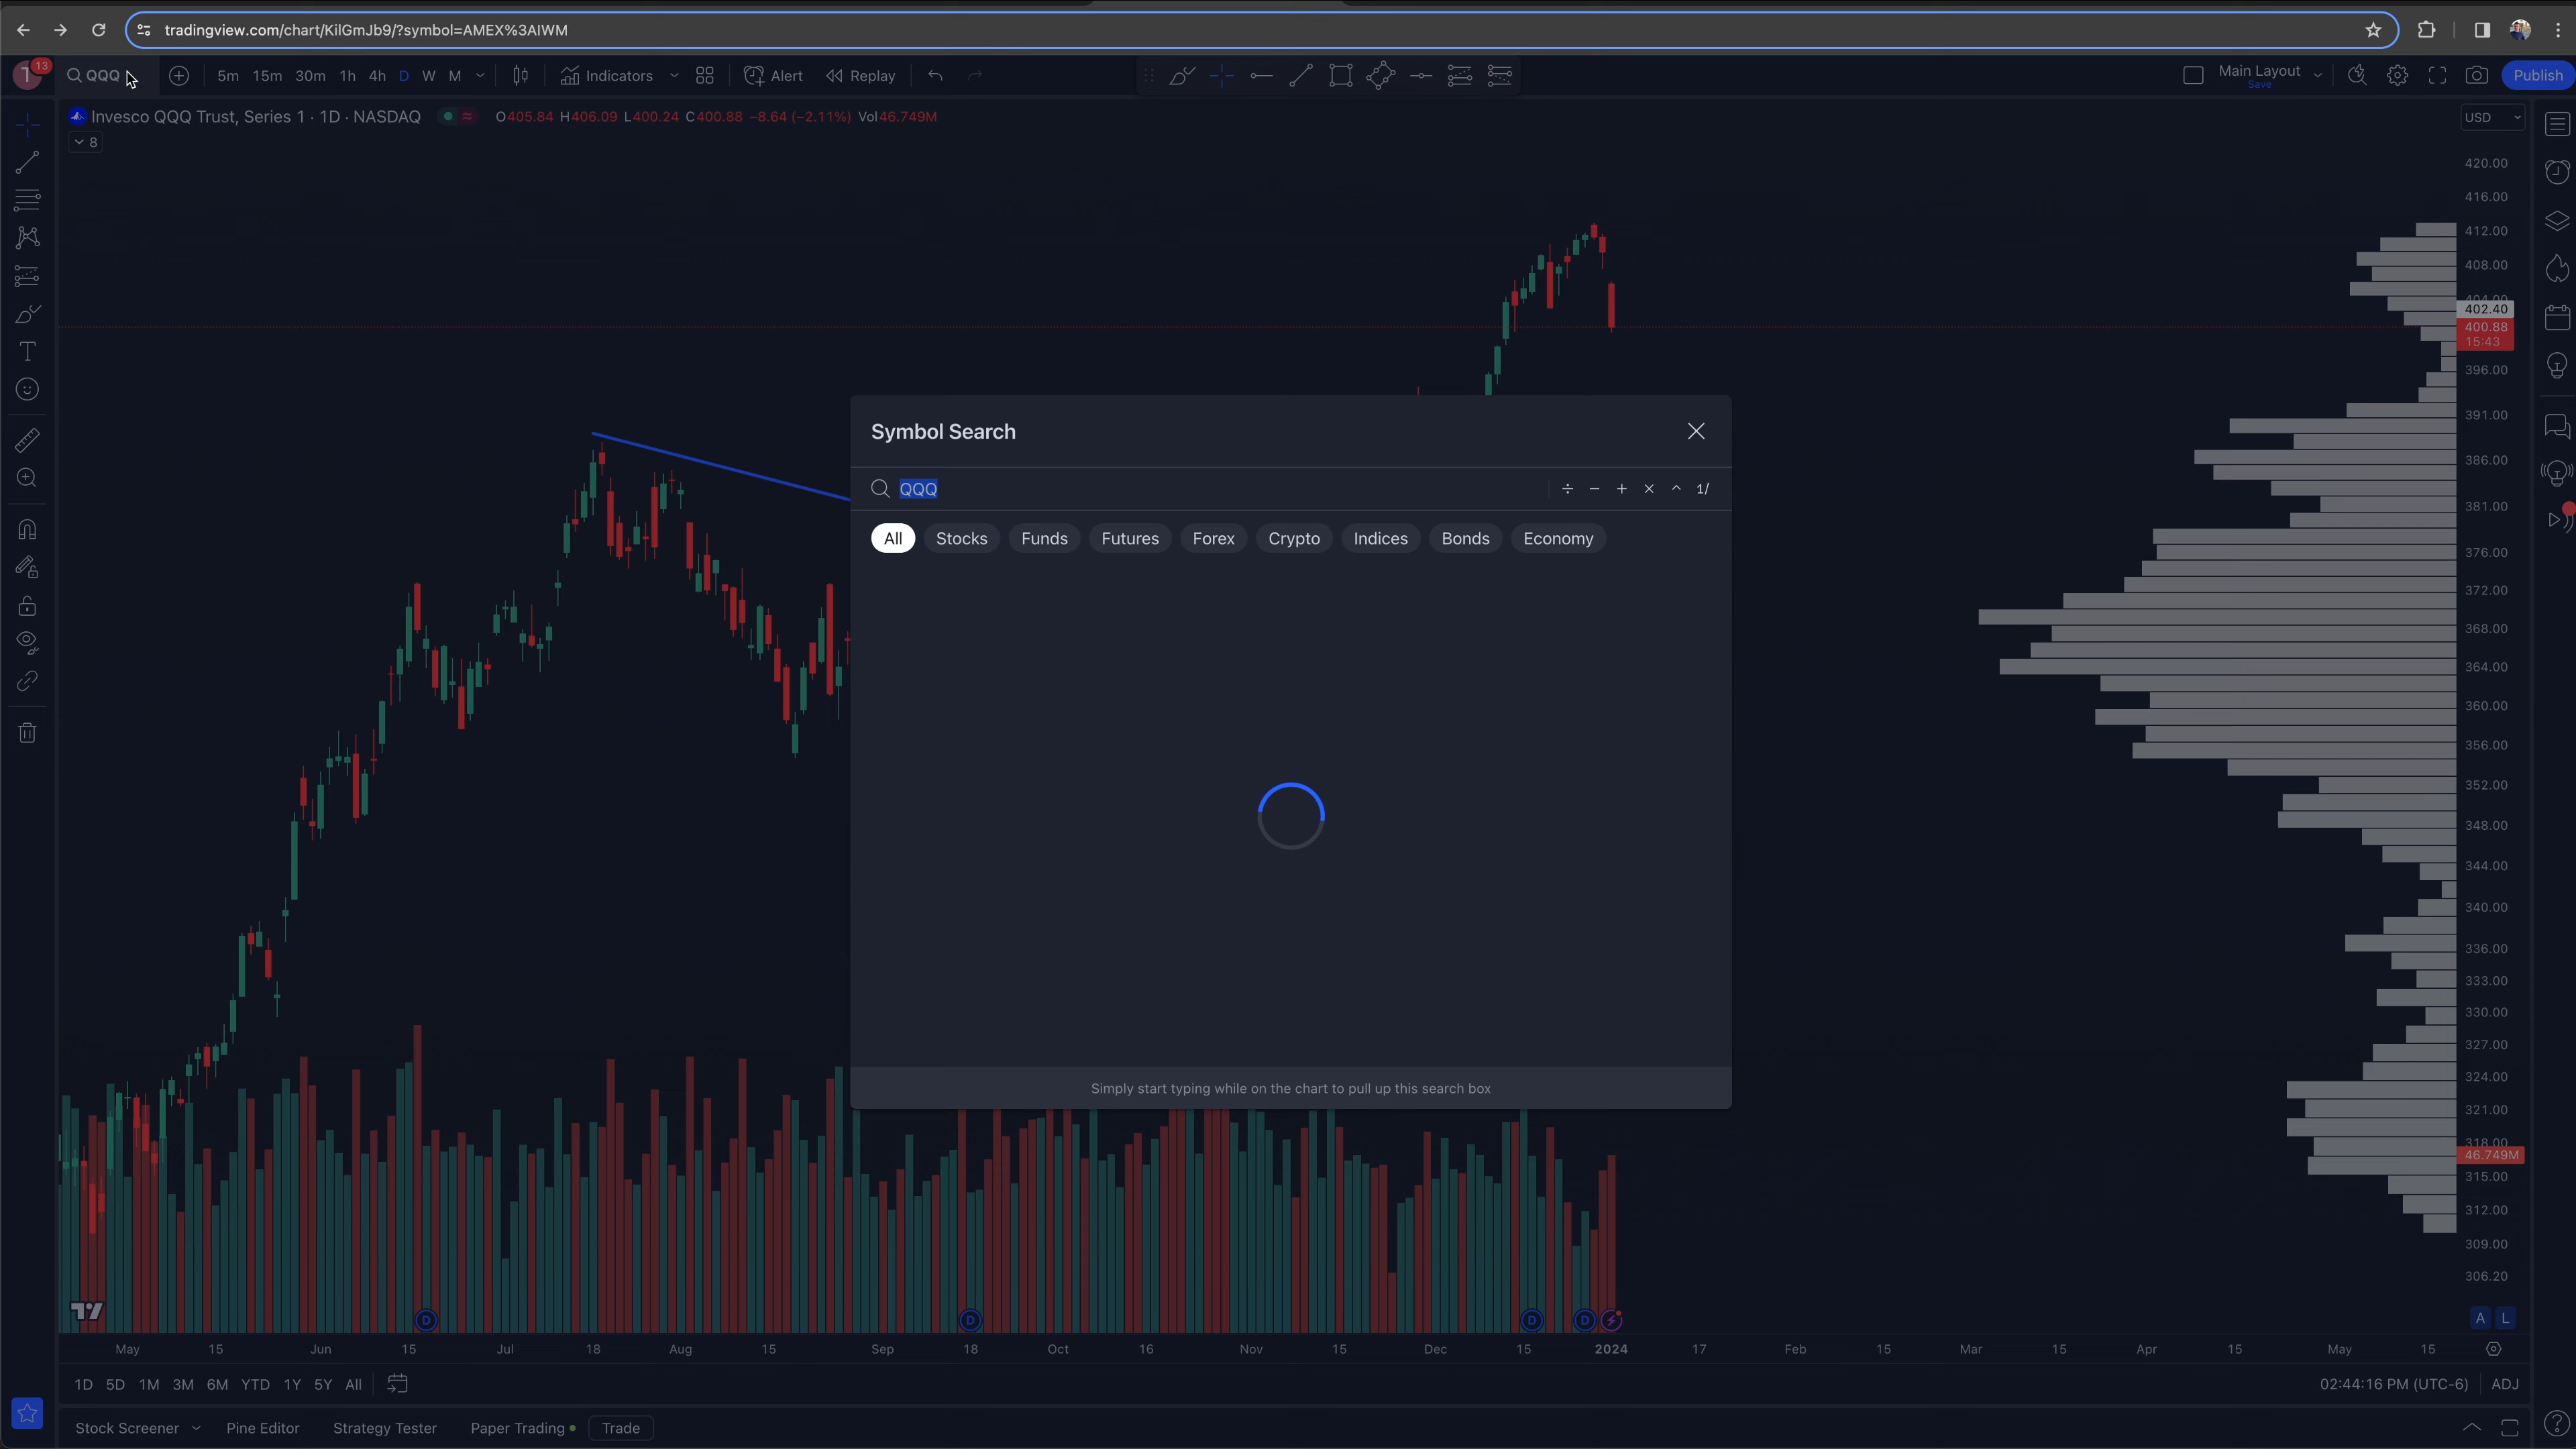 tradingview.com/chart/KilGmJb9/?symbol=AMEX%3AIWM
13
QQQ 5m 15m 30m 1h 4h D W M Indicators Alert Replay Main Layout Save Publish
Invesco QQQ Trust, Series 1 · 1D · NASDAQ O405.84 H406.09 L400.24 C400.88 −8.64 (−2.11%) Vol46.749M USD
8
420.00
416.00
412.00
408.00
404.00
402.40
400.88
15:43
396.00
391.00
386.00
381.00
376.00
372.00
368.00
364.00
360.00
356.00
352.00
348.00
344.00
340.00
336.00
333.00
330.00
327.00
324.00
321.00
318.00
46.749M
315.00
312.00
309.00
306.20
Symbol Search
QQQ ÷ − + × ^ 1/
All Stocks Funds Futures Forex Crypto Indices Bonds Economy
Simply start typing while on the chart to pull up this search box
D D D D
A L
May 15 Jun 15 Jul 18 Aug 15 Sep 18 Oct 16 Nov 15 Dec 15 2024 17 Feb 15 Mar 15 Apr 15 May 15
1D 5D 1M 3M 6M YTD 1Y 5Y All 02:44:16 PM (UTC-6) ADJ
Stock Screener Pine Editor Strategy Tester Paper Trading Trade